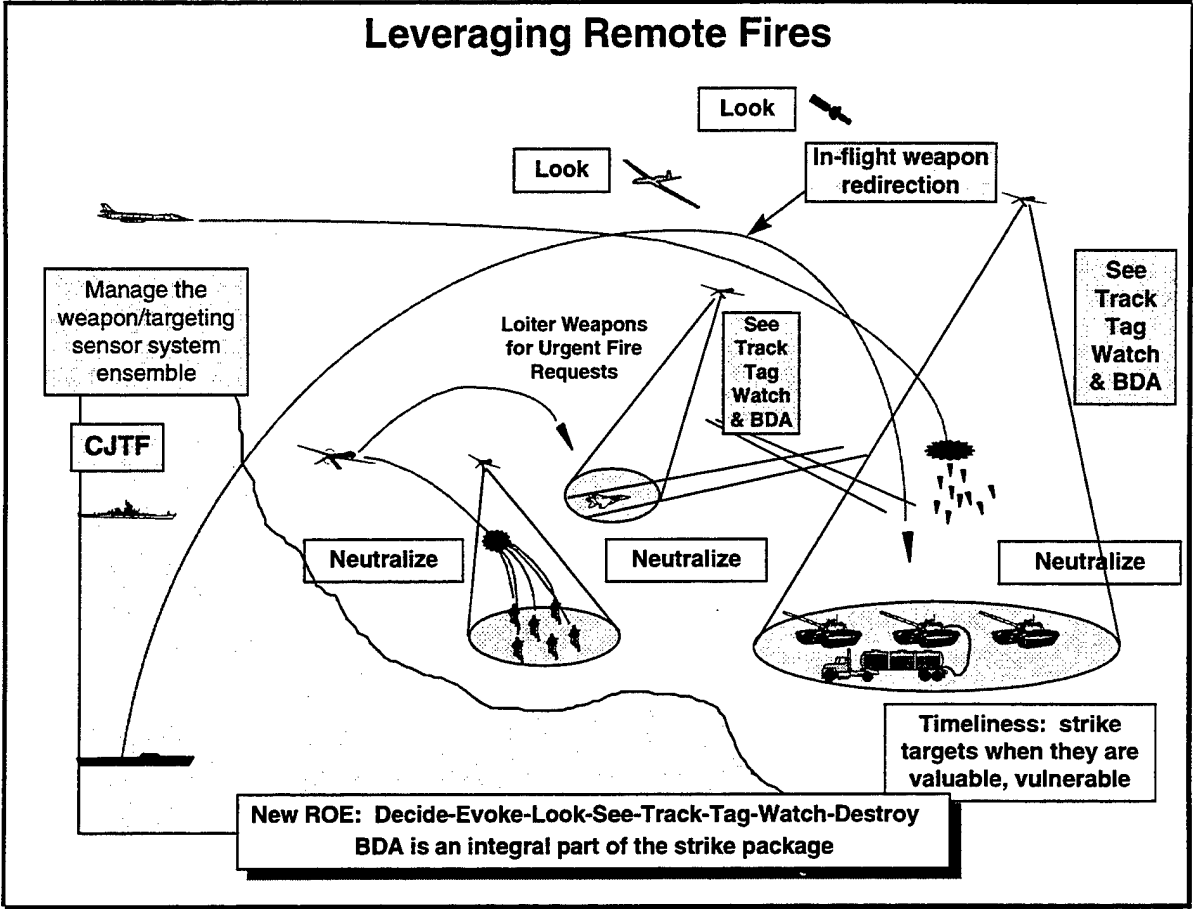 Leveraging Remote Fires
Look
Look
In-flight weapon
redirection
Manage the
weapon/targeting
sensor system
ensemble
CJTF
Loiter Weapons
for Urgent Fire
Requests
See
Track
Tag
Watch
& BDA
See
Track
Tag
Watch
& BDA
Neutralize
Neutralize
Neutralize
Timeliness: strike
targets when they are
valuable, vulnerable
New ROE: Decide-Evoke-Look-See-Track-Tag-Watch-Destroy
BDA is an integral part of the strike package